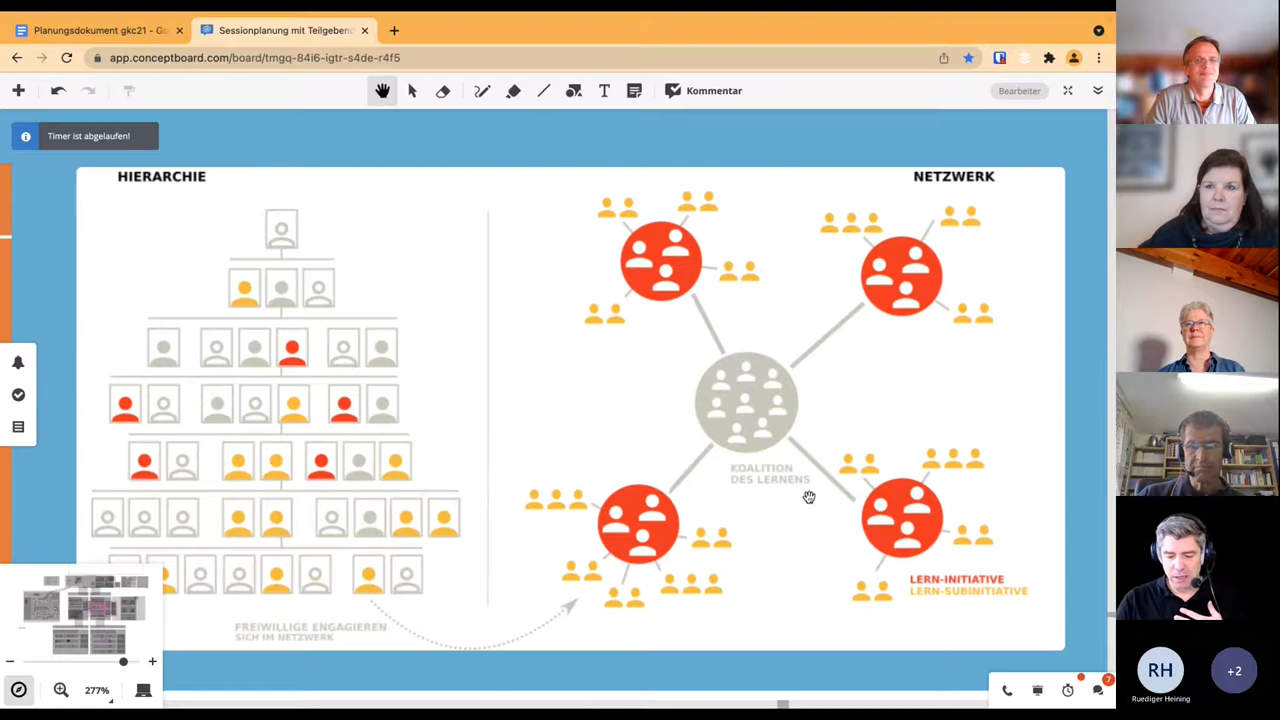 Planungsdokument gkc21 - Go
Sessionplanung mit Teilgebend
app.conceptboard.com/board/tmgq-84i6-igtr-s4de-r4f5
Kommentar
Bearbeiter
Timer ist abgelaufen!
HIERARCHIE
NETZWERK
KOALITION
DES LERNENS
LERN-INITIATIVE
LERN-SUBINITIATIVE
FREIWILLIGE ENGAGIEREN
SICH IM NETZWERK
277%
7
RH
+2
Ruediger Heining